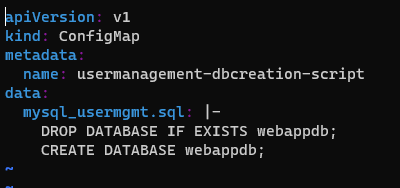 apiVersion: v1
kind: ConfigMap
metadata:
  name: usermanagement-dbcreation-script
data:
  mysql_usermgmt.sql: |-
    DROP DATABASE IF EXISTS webappdb;
    CREATE DATABASE webappdb;
~
~